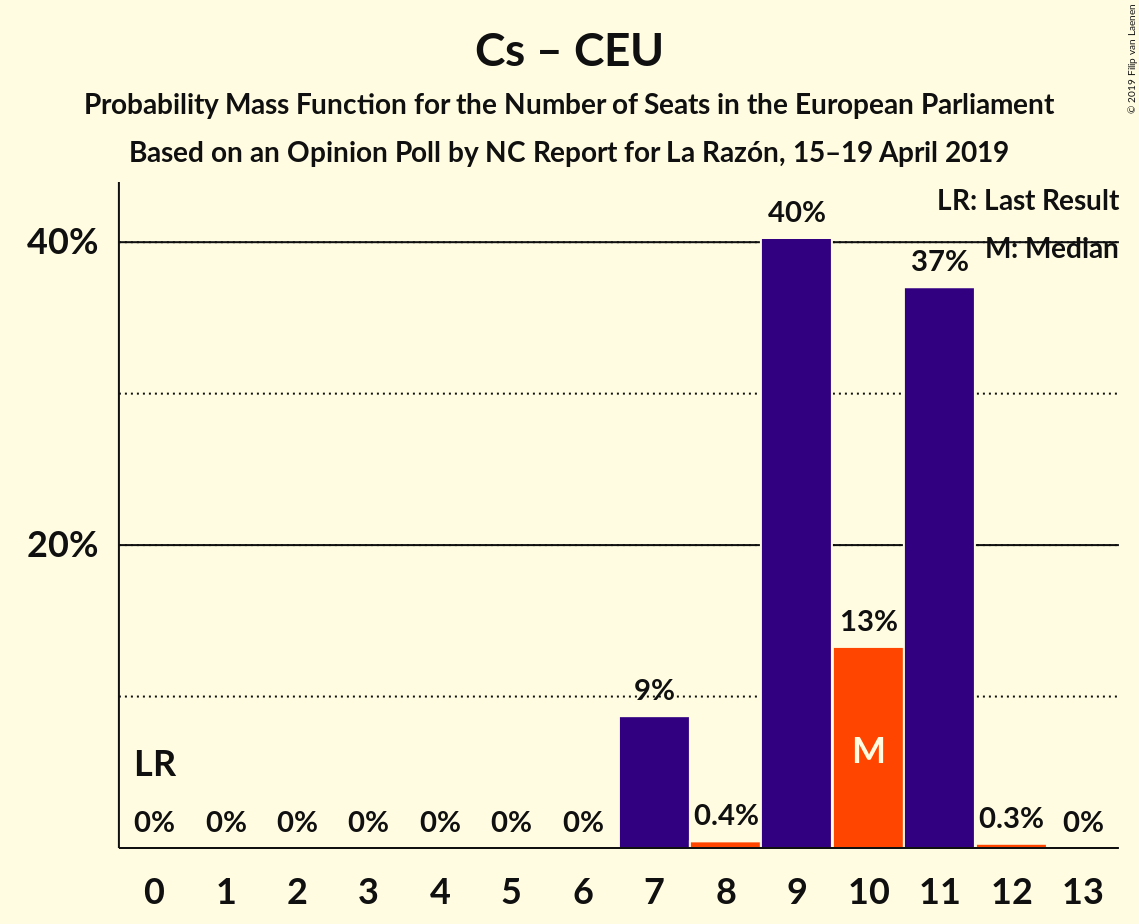 Cs – CEU
Probability Mass Function for the Number of Seats in the European Parliament
Based on an Opinion Poll by NC Report for La Razón, 15–19 April 2019
© 2019 Filip van Laenen
LR: Last Result
M: Median
40%
20%
40%
37%
13%
9%
M
LR
0% 0% 0% 0% 0% 0% 0% 0.4% 0.3% 0%
0 1 2 3 4 5 6 7 8 9 10 11 12 13